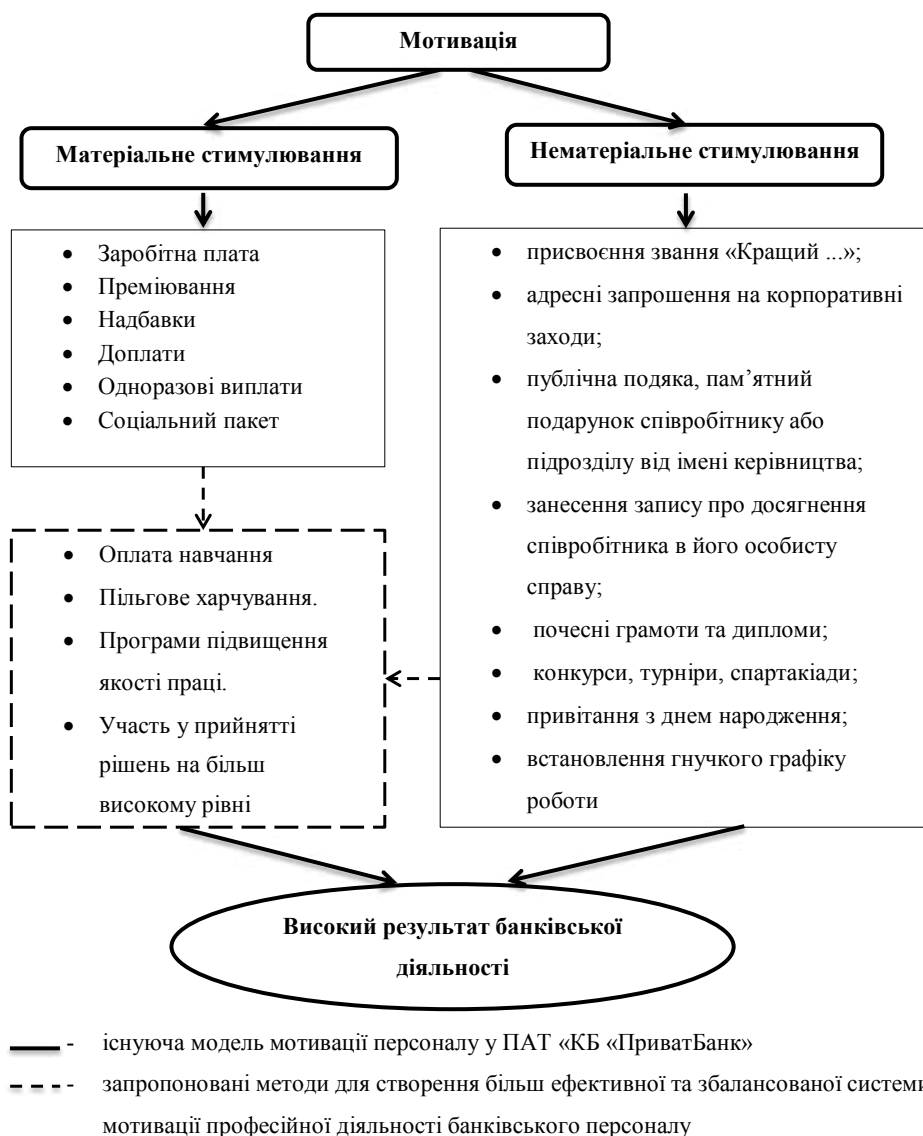 Мотивація
Матеріальне стимулювання
Нематеріальне стимулювання
• Заробітна плата
• Преміювання
• Надбавки
• Доплати
• Одноразові виплати
• Соціальний пакет
• Оплата навчання
• Пільгове харчування.
• Програми підвищення
якості праці.
• Участь у прийнятті
рішень на більш
високому рівні
• присвоєння звання «Кращий ...»;
• адресні запрошення на корпоративні
заходи;
• публічна подяка, пам’ятний
подарунок співробітнику або
підрозділу від імені керівництва;
• занесення запису про досягнення
співробітника в його особисту
справу;
• почесні грамоти та дипломи;
• конкурси, турніри, спартакіади;
• привітання з днем народження;
• встановлення гнучкого графіку
роботи
Високий результат банківської
діяльності
- існуюча модель мотивації персоналу у ПАТ «КБ «ПриватБанк»
- запропоновані методи для створення більш ефективної та збалансованої системи
мотивації професійної діяльності банківського персоналу